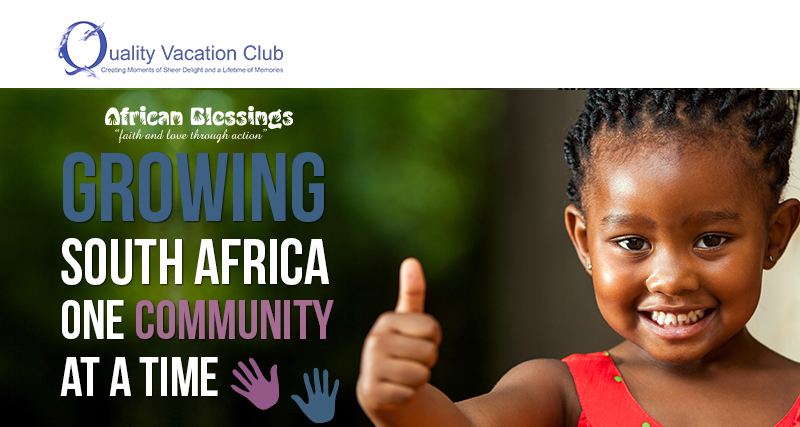 Quality Vacation Club
Creating Moments of Sheer Delight and a Lifetime of Memories
African Blessings
"faith and love through action"
GROWING
SOUTH AFRICA
ONE COMMUNITY
AT A TIME